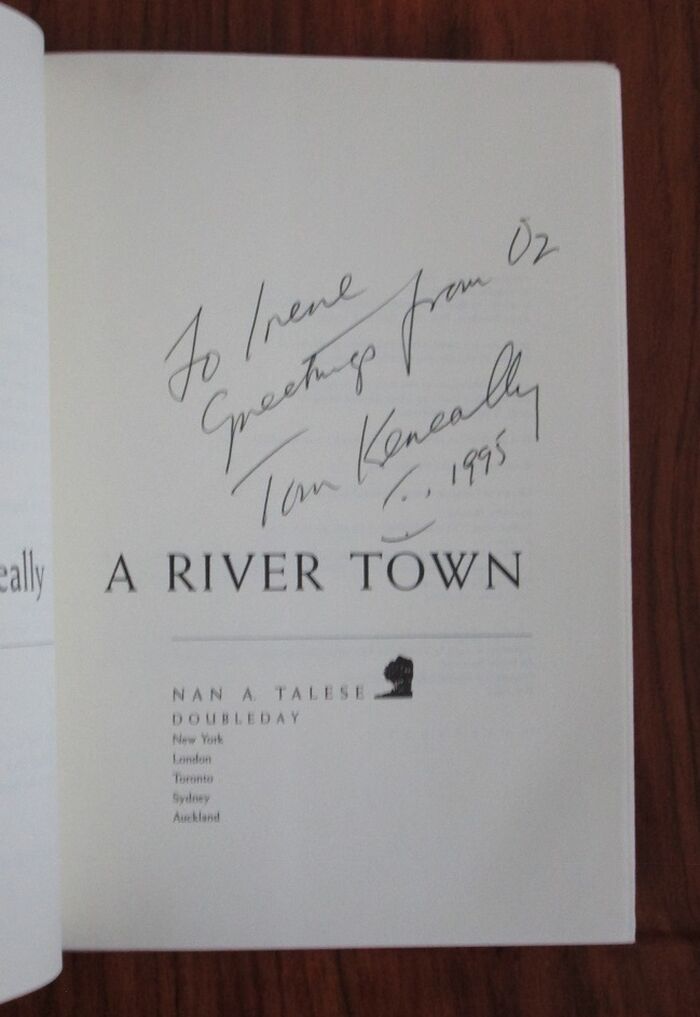 To Irene
Greetings from Oz
Tom Keneally
1995
eally
A RIVER TOWN
NAN A. TALESE
DOUBLEDAY
New York
London
Toronto
Sydney
Auckland